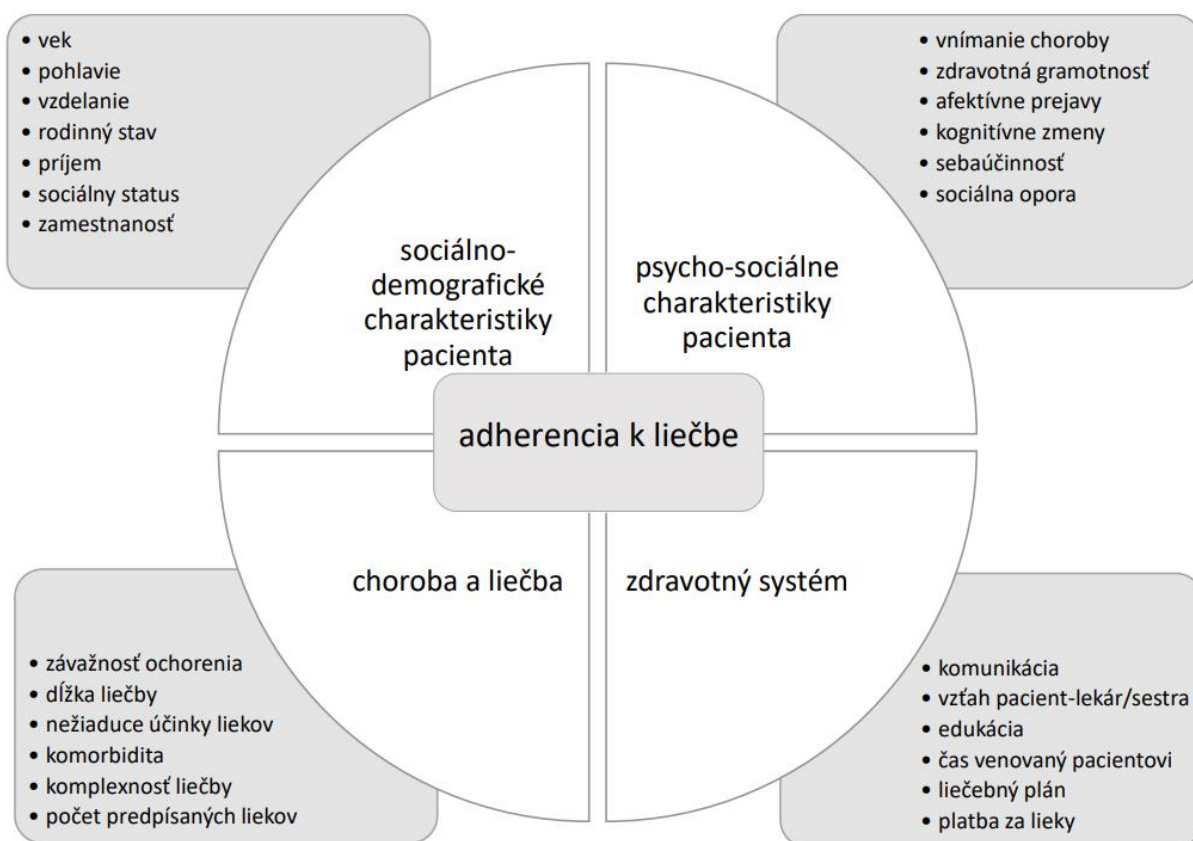 • vek
• pohlavie
• vzdelanie
• rodinný stav
• príjem
• sociálny status
• zamestnanosť
• vnímanie choroby
• zdravotná gramotnosť
• afektívne prejavy
• kognitívne zmeny
• sebaúčinnosť
• sociálna opora
sociálno-
demografické
charakteristiky
pacienta
psycho-sociálne
charakteristiky
pacienta
adherencia k liečbe
choroba a liečba
zdravotný systém
• závažnosť ochorenia
• dĺžka liečby
• nežiaduce účinky liekov
• komorbidita
• komplexnosť liečby
• počet predpísaných liekov
• komunikácia
• vzťah pacient-lekár/sestra
• edukácia
• čas venovaný pacientovi
• liečebný plán
• platba za lieky